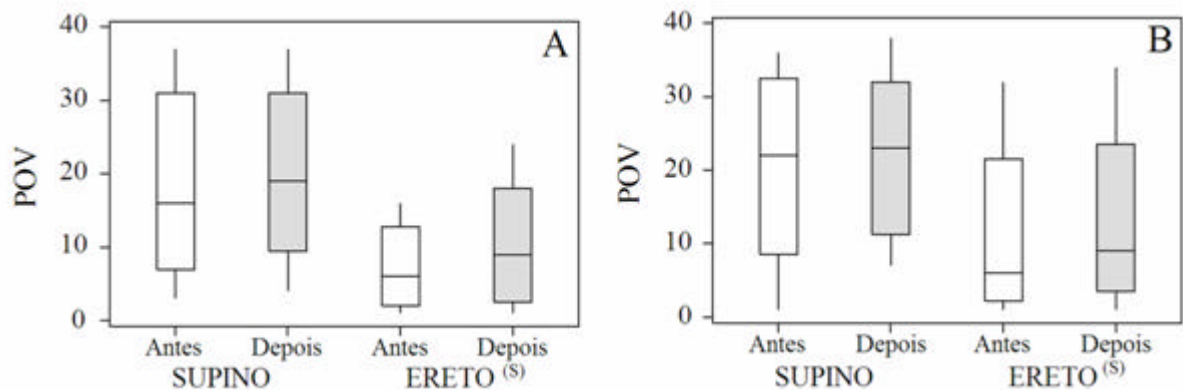 A
POV
40
30
20
10
0
Antes Depois Antes Depois
SUPINO ERETO (S)
B
POV
40
30
20
10
0
Antes Depois Antes Depois
SUPINO ERETO (S)